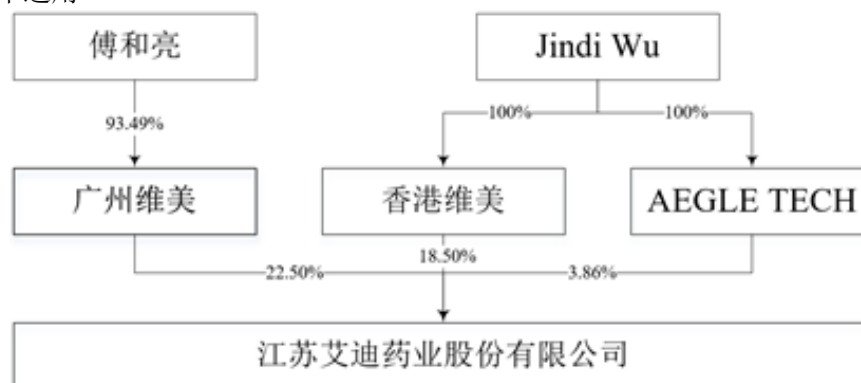 傅和亮
Jindi Wu
93.49%
100%
100%
广州维美
香港维美
AEGLE TECH
22.50%
18.50%
3.86%
江苏艾迪药业股份有限公司